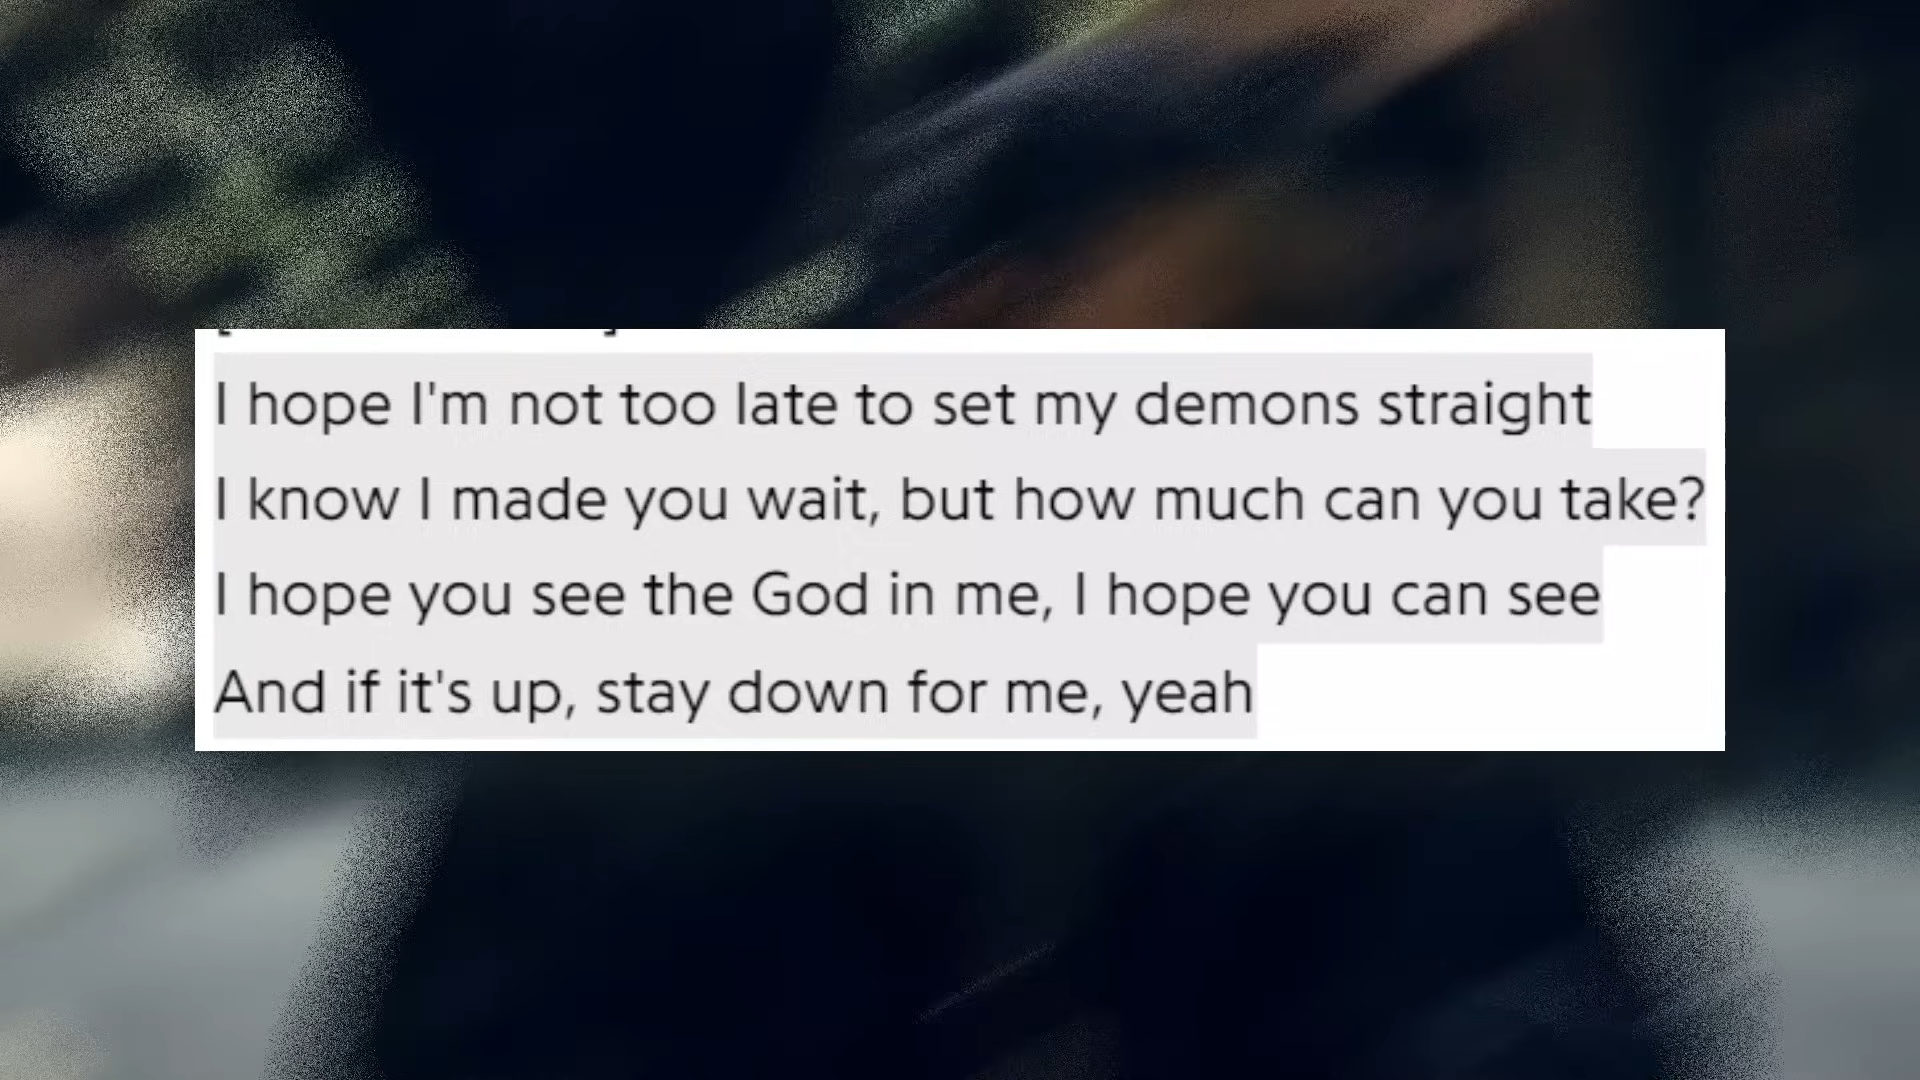 I hope I'm not too late to set my demons straight
I know I made you wait, but how much can you take?
I hope you see the God in me, I hope you can see
And if it's up, stay down for me, yeah